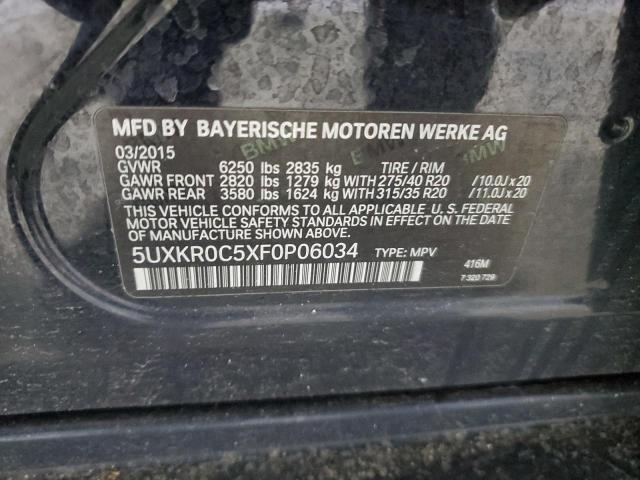 MFD BY BAYERISCHE MOTOREN WERKE AG
03/2015
GVWR 6250 lbs 2835 kg TIRE / RIM
GAWR FRONT 2820 lbs 1279 kg WITH 275/40 R20 /10.0J x 20
GAWR REAR 3580 lbs 1624 kg WITH 315/35 R20 /11.0J x 20
THIS VEHICLE CONFORMS TO ALL APPLICABLE U. S. FEDERAL
MOTOR VEHICLE SAFETY STANDARDS IN EFFECT ON THE
DATE OF MANUFACTURE SHOWN ABOVE.
5UXKR0C5XF0P06034 TYPE: MPV
416M
7 320 729
BMW
BMW
BMW